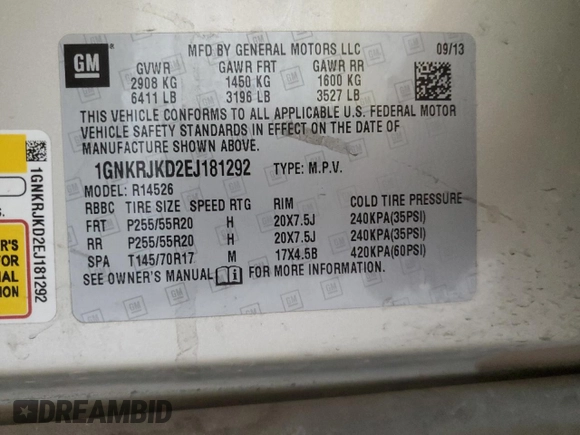 GM
MFD BY GENERAL MOTORS LLC 09/13
GVWR GAWR FRT GAWR RR
2908 KG 1450 KG 1600 KG
6411 LB 3196 LB 3527 LB
THIS VEHICLE CONFORMS TO ALL APPLICABLE U.S. FEDERAL MOTOR
VEHICLE SAFETY STANDARDS IN EFFECT ON THE DATE OF
MANUFACTURE SHOWN ABOVE.
1GNKRJKD2EJ181292 TYPE: M.P.V.
MODEL: R14526
RBBC TIRE SIZE SPEED RTG RIM COLD TIRE PRESSURE
FRT P255/55R20 H 20X7.5J 240KPA(35PSI)
RR P255/55R20 H 20X7.5J 240KPA(35PSI)
SPA T145/70R17 M 17X4.5B 420KPA(60PSI)
SEE OWNER'S MANUAL FOR MORE INFORMATION
1GNKRJKD2EJ181292
ER'S
OR
DREAMBID